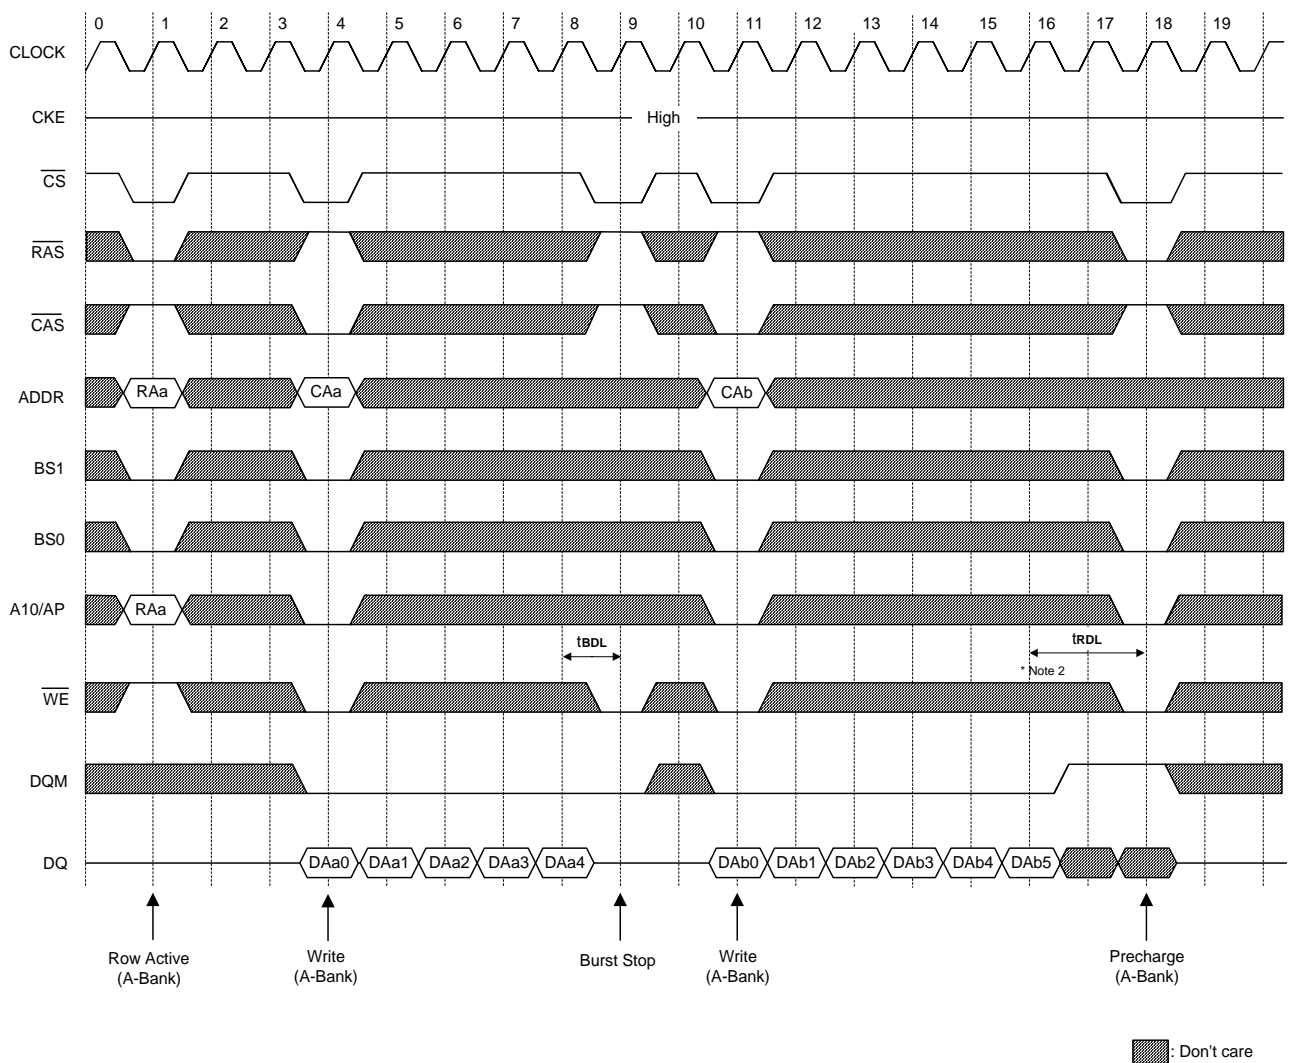 0 1 2 3 4 5 6 7 8 9 10 11 12 13 14 15 16 17 18 19
CLOCK
CKE High
CS
RAS
CAS
ADDR RAa CAa CAb
BS1
BS0
A10/AP RAa
tBDL tRDL
* Note 2
WE
DQM
DQ DAa0 DAa1 DAa2 DAa3 DAa4 DAb0 DAb1 DAb2 DAb3 DAb4 DAb5
Row Active
(A-Bank)
Write
(A-Bank)
Burst Stop
Write
(A-Bank)
Precharge
(A-Bank)
: Don't care